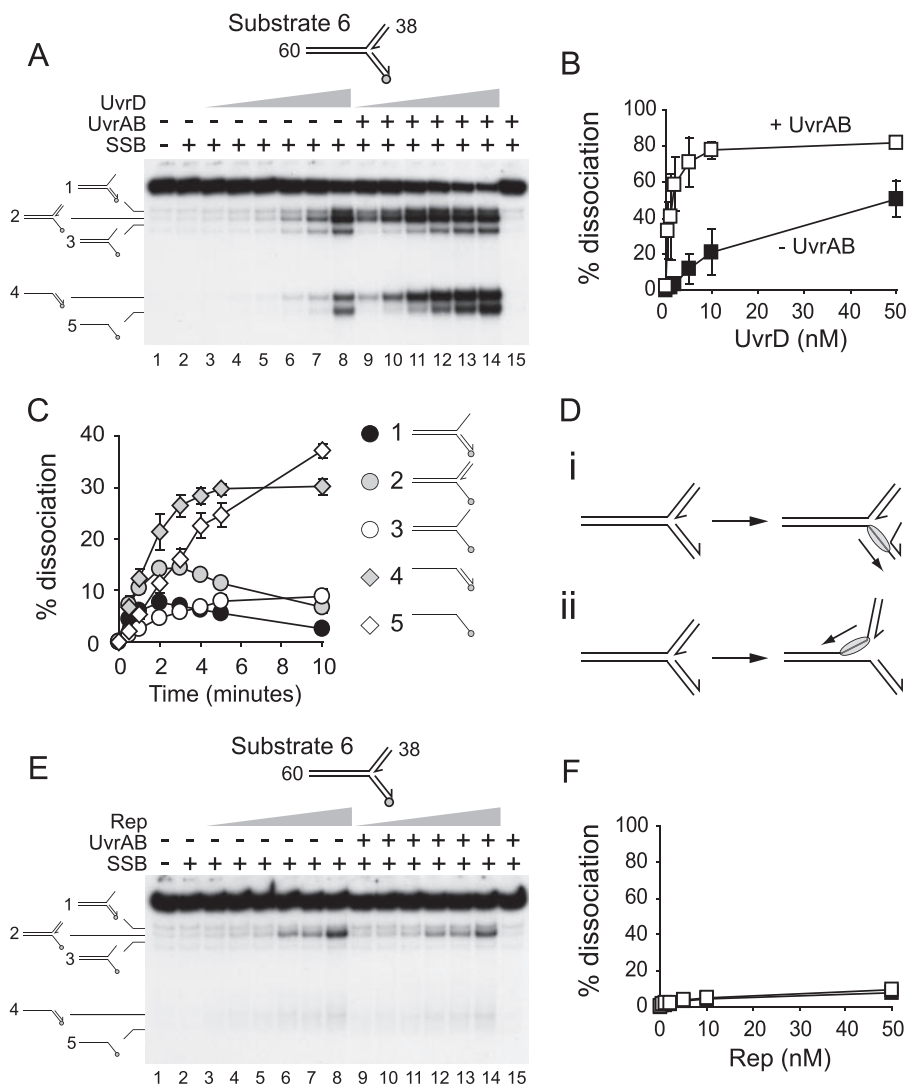 A
Substrate 6
60
38
UvrD
UvrAB - - - - - - - - + + + + + + +
SSB - + + + + + + + + + + + + + +
1
2
3
4
5
1 2 3 4 5 6 7 8 9 10 11 12 13 14 15
B
% dissociation
100
80
60
40
20
0
+ UvrAB
- UvrAB
0 10 20 30 40 50
UvrD (nM)
C
% dissociation
40
30
20
10
0
0 2 4 6 8 10
Time (minutes)
1
2
3
4
5
D
i
ii
E
Substrate 6
60
38
Rep
UvrAB - - - - - - - - + + + + + + +
SSB - + + + + + + + + + + + + + +
1
2
3
4
5
1 2 3 4 5 6 7 8 9 10 11 12 13 14 15
F
% dissociation
100
80
60
40
20
0
0 10 20 30 40 50
Rep (nM)